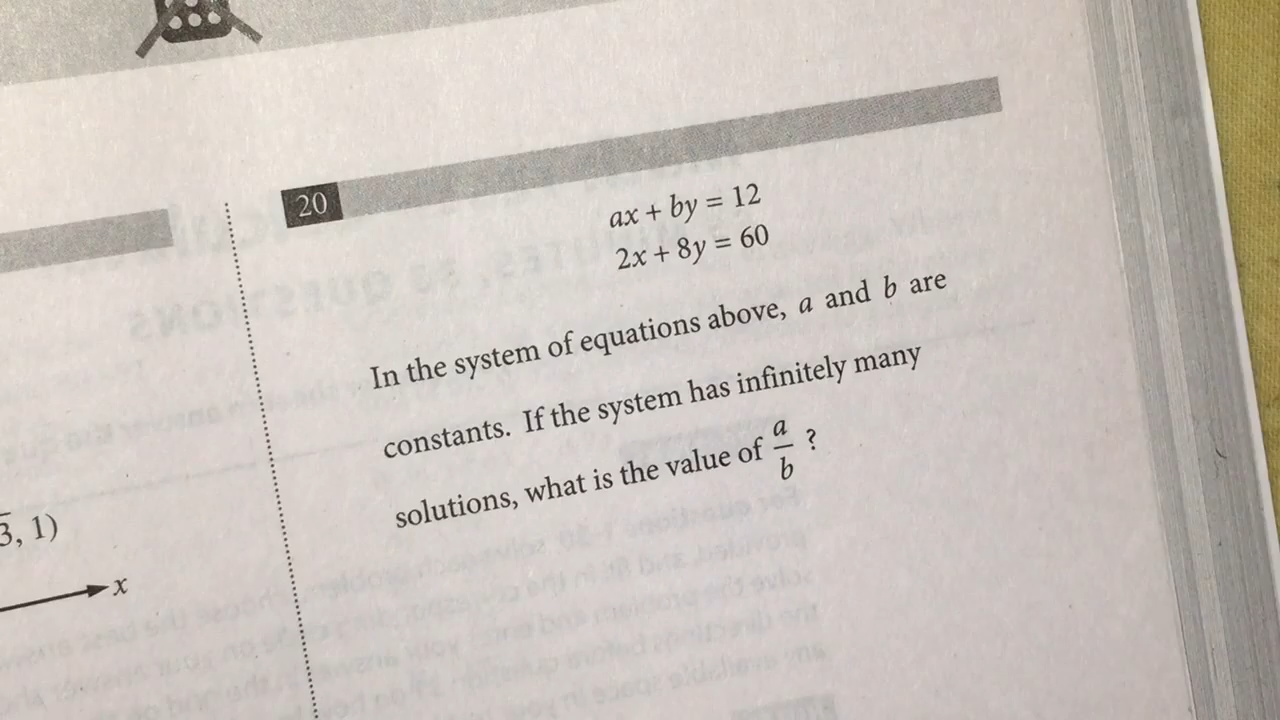 20
ax + by = 12
2x + 8y = 60
In the system of equations above, a and b are
constants. If the system has infinitely many
solutions, what is the value of a/b ?
3, 1)
x